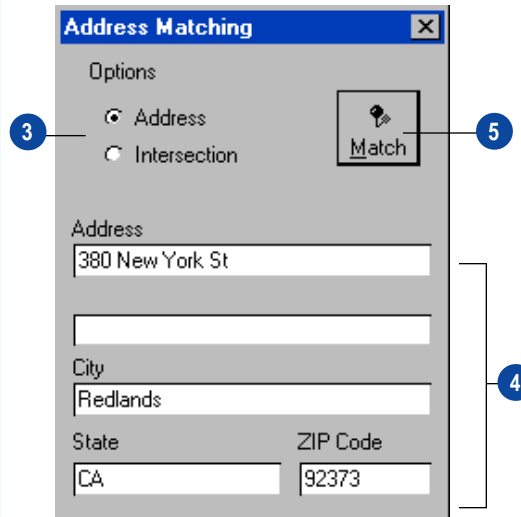 Address Matching
Options
3
Address
Intersection
Match
5
Address
380 New York St
4
City
Redlands
State
ZIP Code
CA
92373